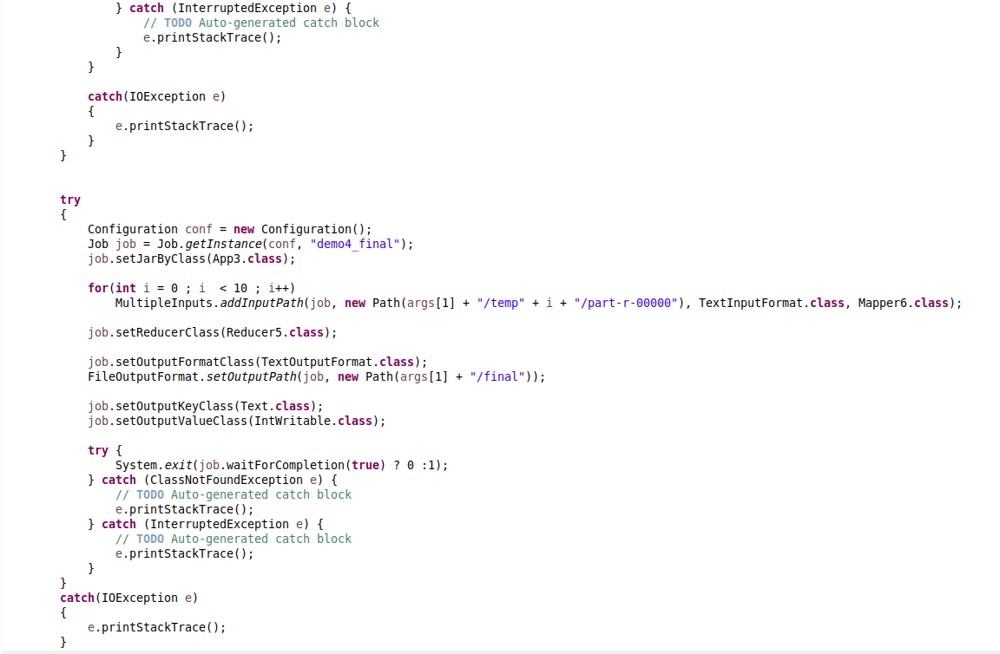 } catch (InterruptedException e) {
// TODO Auto-generated catch block
e.printStackTrace();
}
}
catch(IOException e)
{
e.printStackTrace();
}
}
try
{
Configuration conf = new Configuration();
Job job = Job.getInstance(conf, "demo4_final");
job.setJarByClass(App3.class);
for(int i = 0 ; i  < 10 ; i++)
MultipleInputs.addInputPath(job, new Path(args[1] + "/temp" + i + "/part-r-00000"), TextInputFormat.class, Mapper6.class);
job.setReducerClass(Reducer5.class);
job.setOutputFormatClass(TextOutputFormat.class);
FileOutputFormat.setOutputPath(job, new Path(args[1] + "/final"));
job.setOutputKeyClass(Text.class);
job.setOutputValueClass(IntWritable.class);
try {
System.exit(job.waitForCompletion(true) ? 0 :1);
} catch (ClassNotFoundException e) {
// TODO Auto-generated catch block
e.printStackTrace();
} catch (InterruptedException e) {
// TODO Auto-generated catch block
e.printStackTrace();
}
}
catch(IOException e)
{
e.printStackTrace();
}